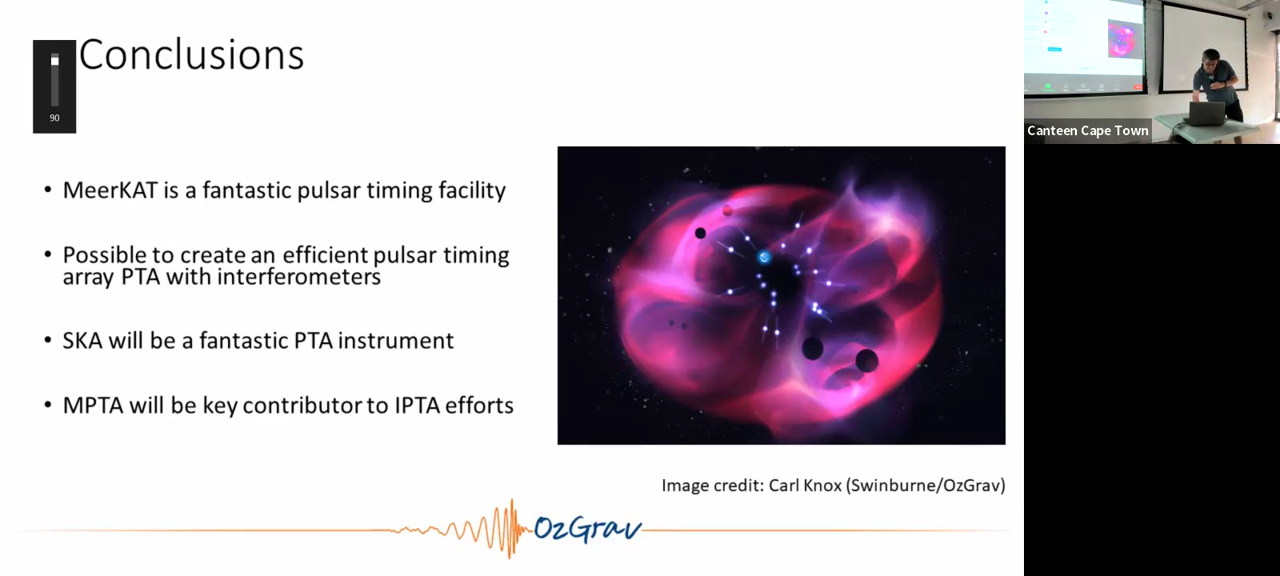 Conclusions
90
• MeerKAT is a fantastic pulsar timing facility
• Possible to create an efficient pulsar timing
array PTA with interferometers
• SKA will be a fantastic PTA instrument
• MPTA will be key contributor to IPTA efforts
Image credit: Carl Knox (Swinburne/OzGrav)
OzGrav
Canteen Cape Town